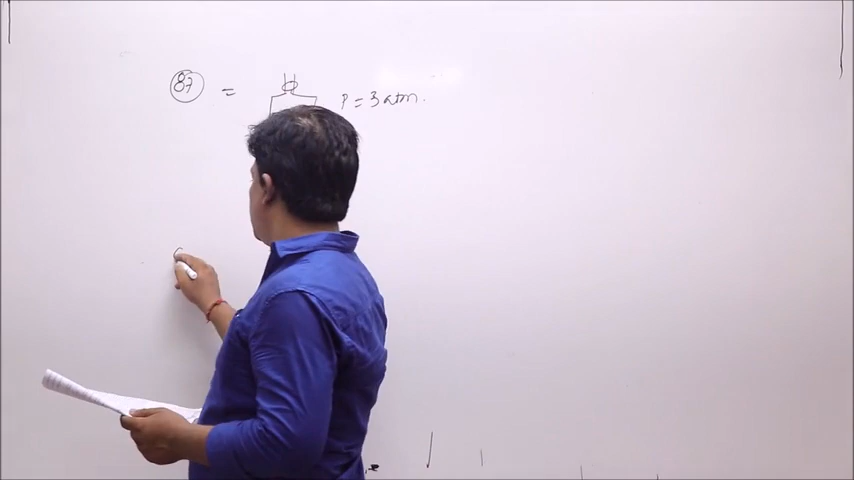 87 = P = 3 atm.